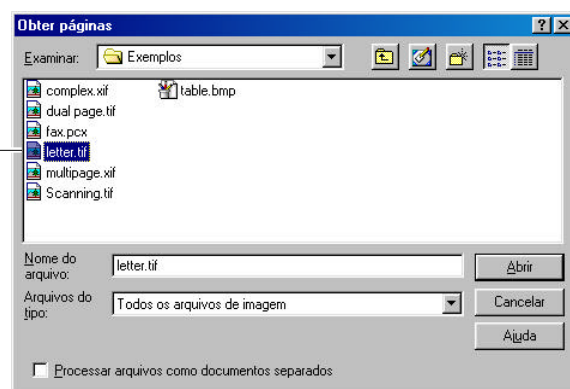 Obter páginas
Examinar: Exemplos
complex.xif table.bmp
dual page.tif
fax.pcx
letter.tif
multipage.xif
Scanning.tif
Nome do
arquivo: letter.tif Abrir
Arquivos do
tipo: Todos os arquivos de imagem Cancelar
Ajuda
Processar arquivos como documentos separados